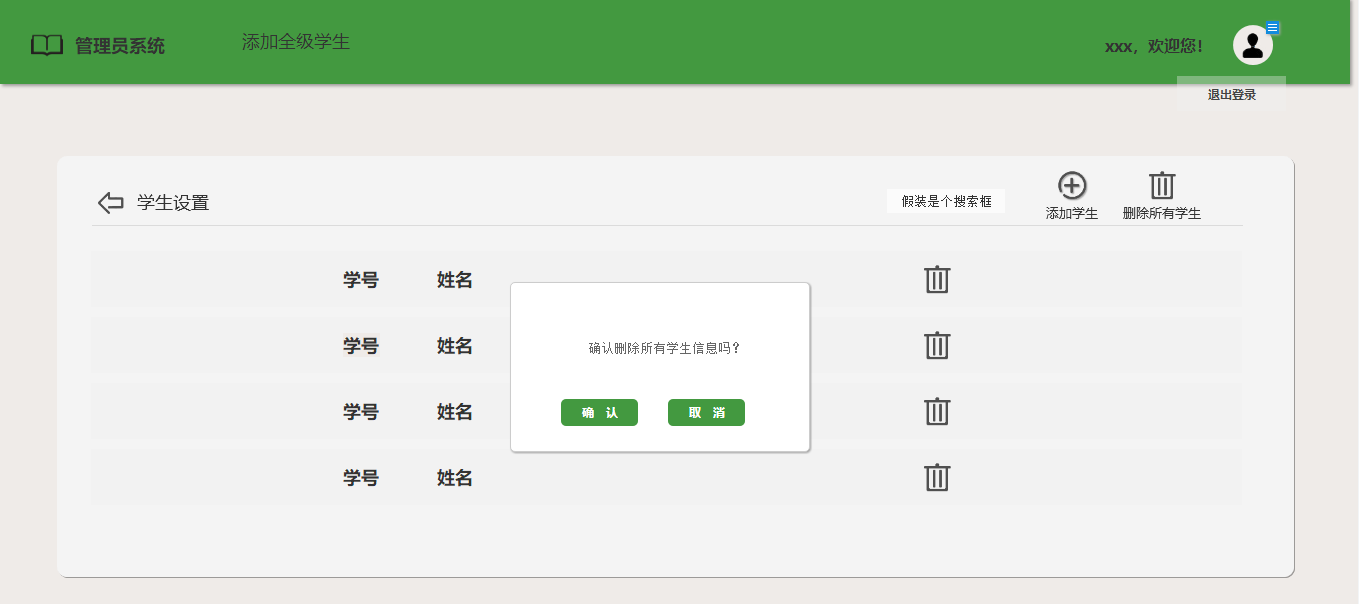 管理员系统
添加全级学生
xxx，欢迎您！
退出登录
学生设置
假装是个搜索框
添加学生
删除所有学生
学号 姓名
学号 姓名
学号 姓名
学号 姓名
确认删除所有学生信息吗？
确 认
取 消